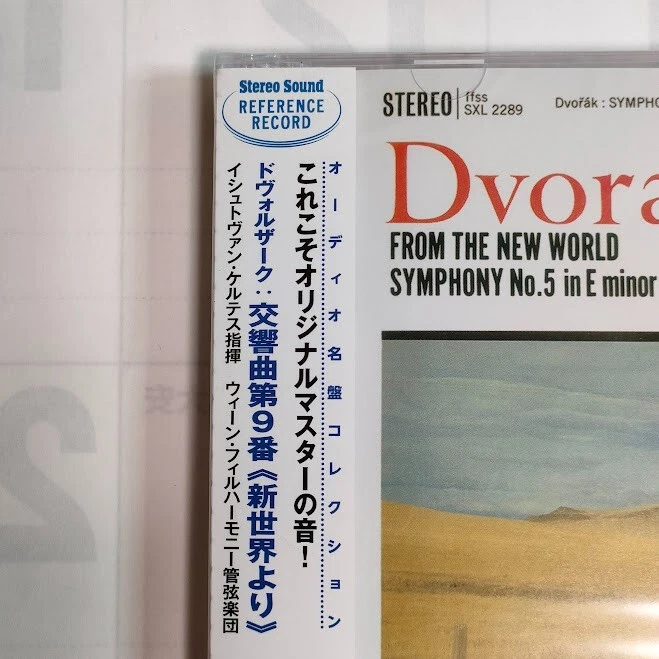 Stereo Sound
REFERENCE
RECORD
オーディオ名盤コレクション
これこそオリジナルマスターの音！
ドヴォルザーク：交響曲第9番《新世界より》
イシュトヴァン・ケルテス指揮　ウィーン・フィルハーモニー管弦楽団
STEREO ffss
SXL 2289
Dvořák : SYMPHO
Dvora
FROM THE NEW WORLD
SYMPHONY No.5 in E minor